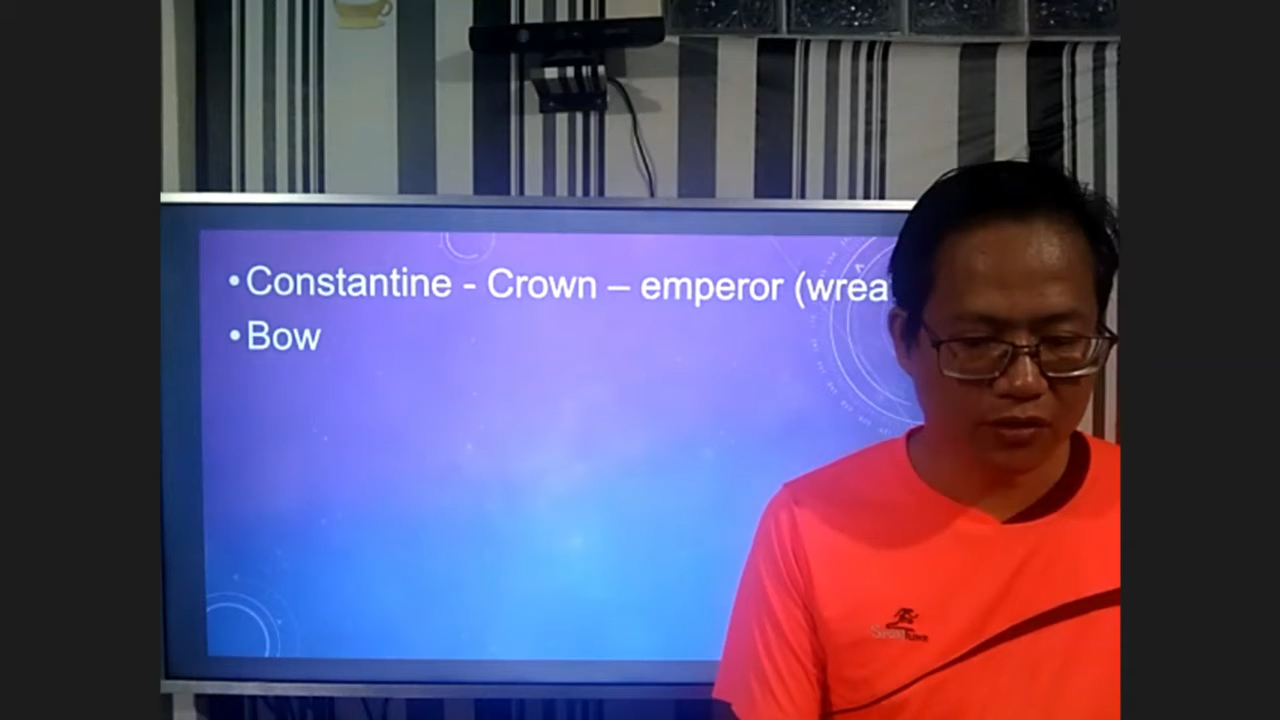 • Constantine - Crown – emperor (wrea
• Bow